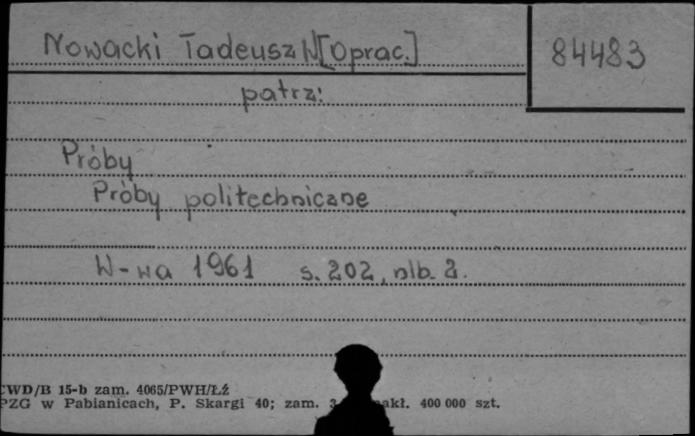 Nowacki Tadeusz W[oprac.]
84483
patrz:
Próby
Próby politechniczne
W-wa 1961 s. 202, nlb. 2.
CWD/B 15-b zam. 4065/PWH/Łź
PZG w Pabianicach, P. Skargi 40; zam. nakł. 400 000 szt.